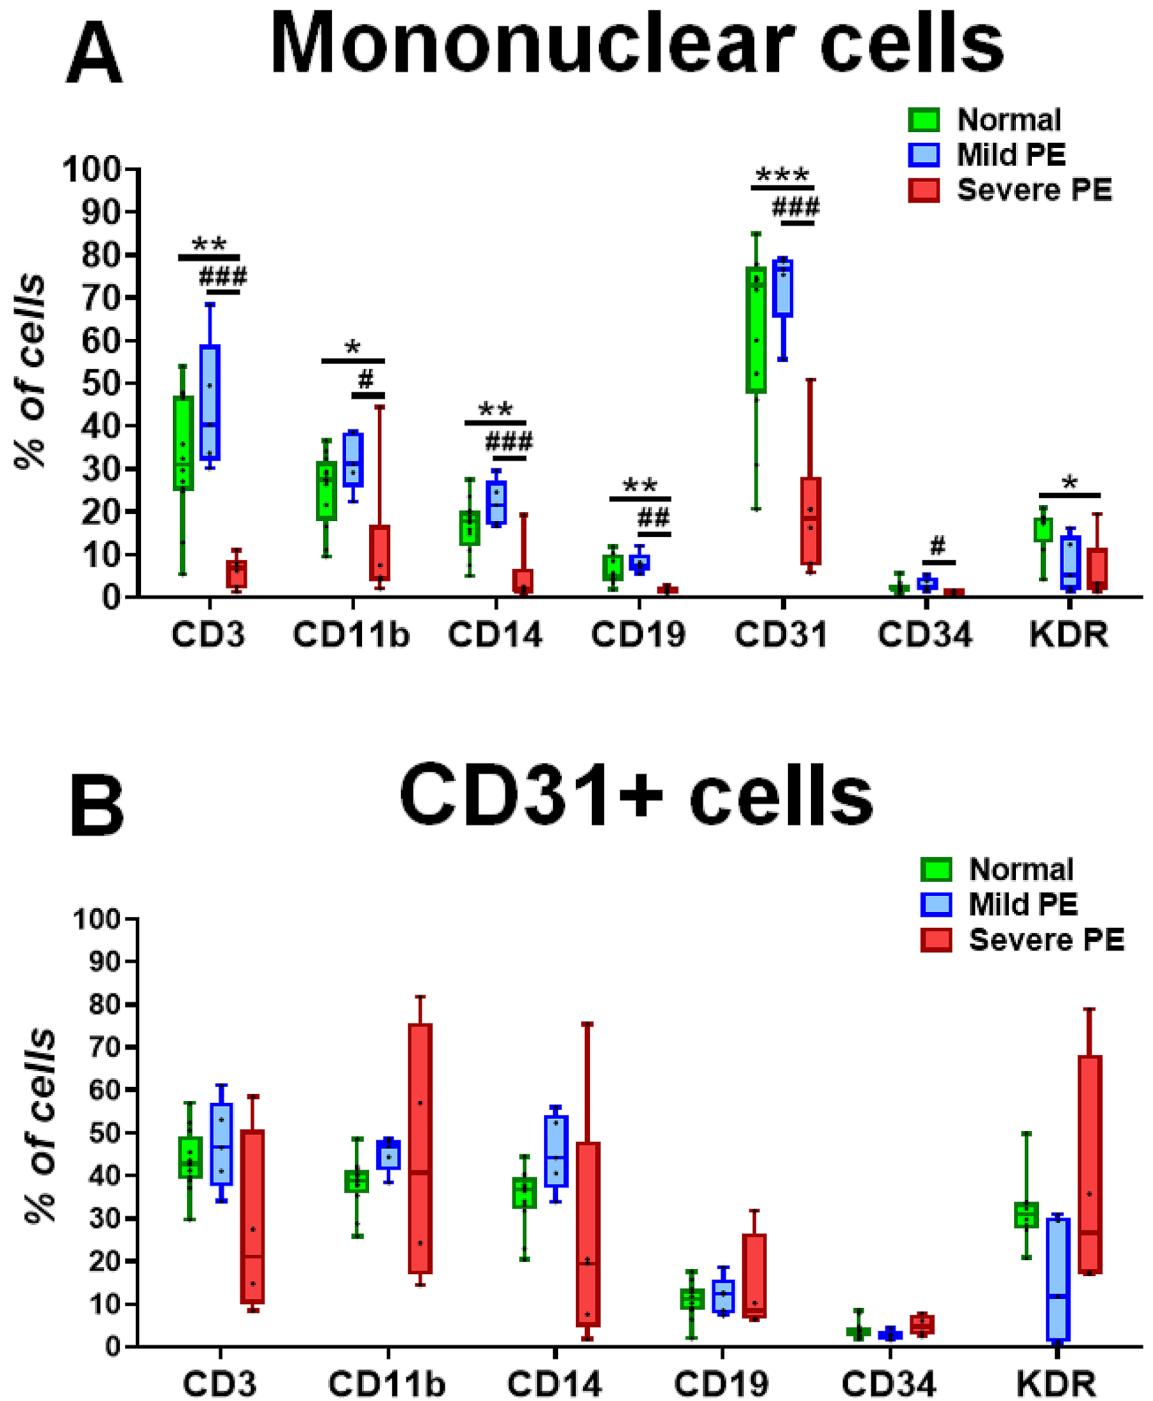 A Mononuclear cells
Normal
Mild PE
Severe PE
% of cells
100
90
80
70
60
50
40
30
20
10
0
**
###
*
#
**
###
**
##
***
###
#
*
CD3 CD11b CD14 CD19 CD31 CD34 KDR
B CD31+ cells
Normal
Mild PE
Severe PE
% of cells
100
90
80
70
60
50
40
30
20
10
0
CD3 CD11b CD14 CD19 CD34 KDR